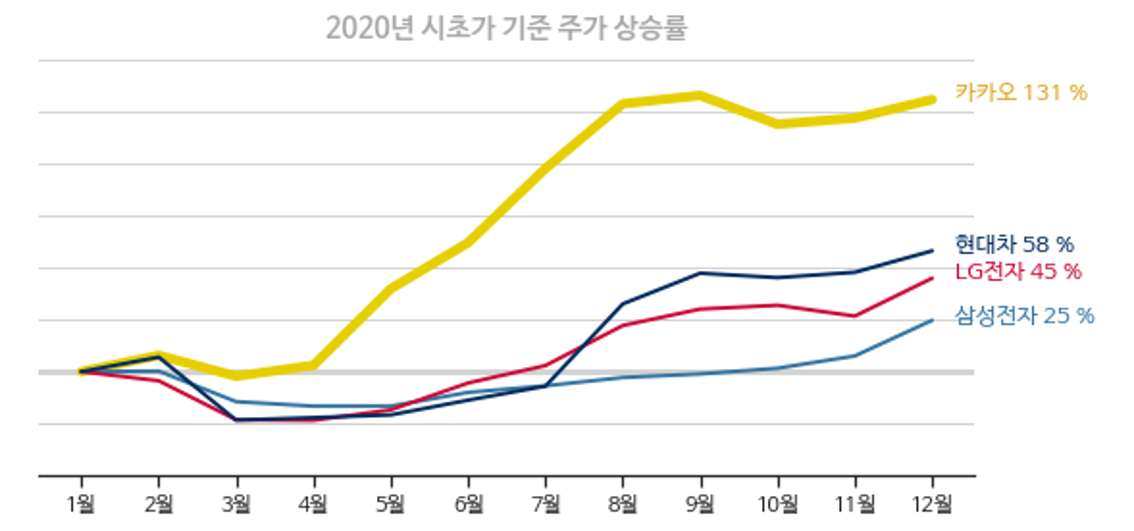 2020년 시초가 기준 주가 상승률
카카오 131 %
현대차 58 %
LG전자 45 %
삼성전자 25 %
1월 2월 3월 4월 5월 6월 7월 8월 9월 10월 11월 12월